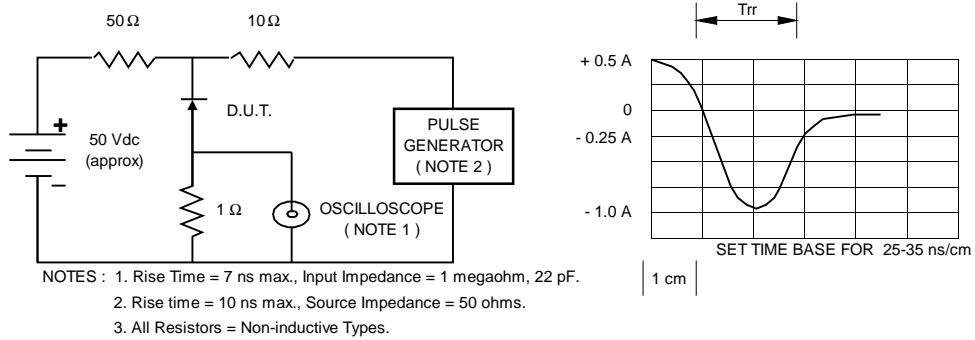 50 Ω
10 Ω
+
50 Vdc
(approx)
−
D.U.T.
1 Ω
OSCILLOSCOPE
( NOTE 1 )
PULSE
GENERATOR
( NOTE 2 )
Trr
+ 0.5 A
0
- 0.25 A
- 1.0 A
SET TIME BASE FOR 25-35 ns/cm
1 cm
NOTES : 1. Rise Time = 7 ns max., Input Impedance = 1 megaohm, 22 pF.
2. Rise time = 10 ns max., Source Impedance = 50 ohms.
3. All Resistors = Non-inductive Types.